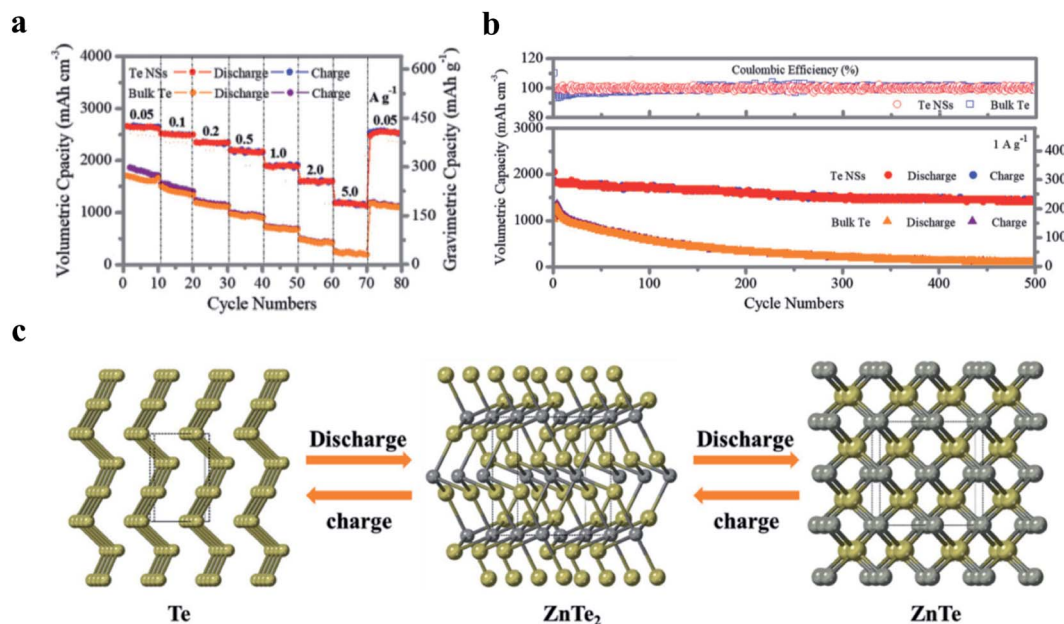 a
Volumetric Cpacity (mAh cm⁻³)
4000
3000
2000
1000
0
Te NSs Discharge Charge
Bulk Te Discharge Charge
A g⁻¹
0.05 0.1 0.2 0.5 1.0 2.0 5.0 0.05
600
450
300
150
0
Gravimetric Cpacity (mAh g⁻¹)
0 10 20 30 40 50 60 70 80
Cycle Numbers
b
120
100
80
Coulombic Efficiency (%)
Te NSs Bulk Te
Volumetric Capacity (mAh cm⁻³)
3000
2000
1000
0
1 A g⁻¹
Te NSs Discharge Charge
Bulk Te Discharge Charge
400
300
200
100
0
0 100 200 300 400 500
Cycle Numbers
c
Discharge
charge
Discharge
charge
Te
ZnTe₂
ZnTe